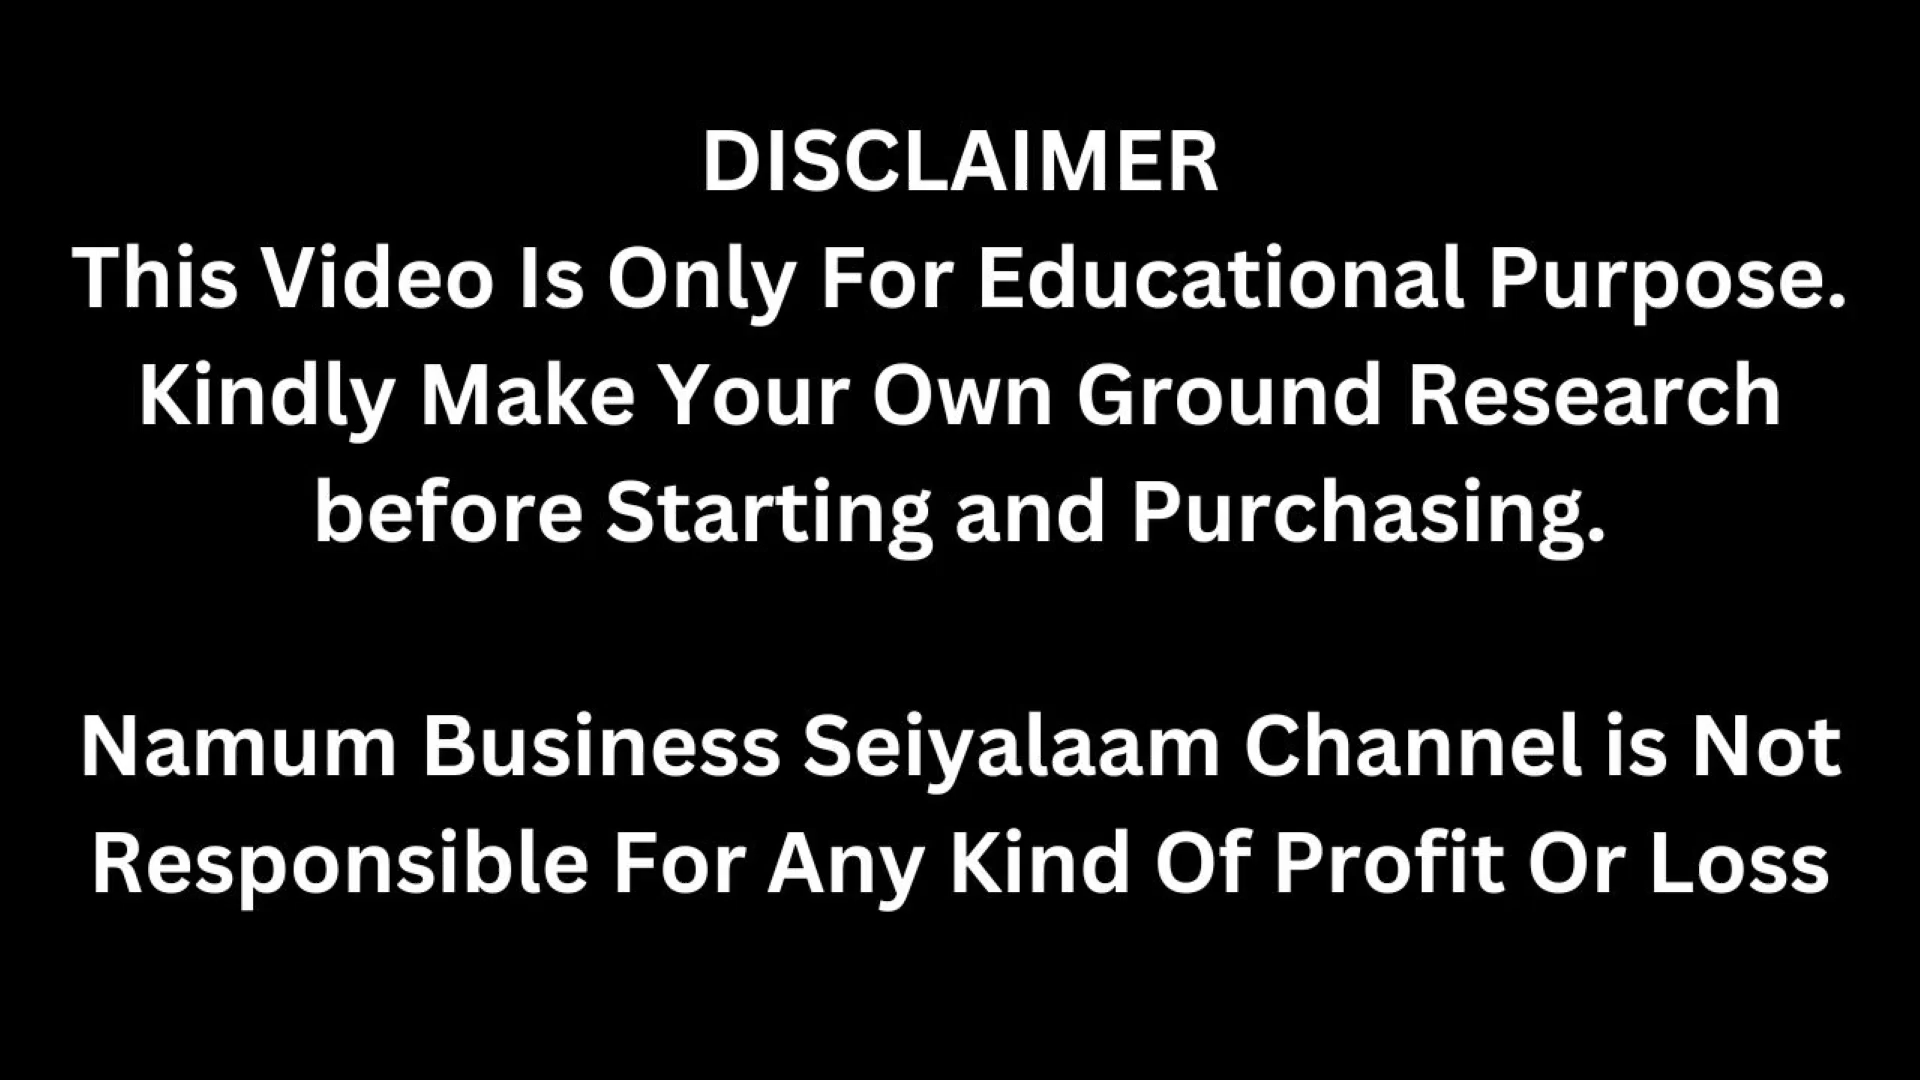 DISCLAIMER
This Video Is Only For Educational Purpose.
Kindly Make Your Own Ground Research
before Starting and Purchasing.
Namum Business Seiyalaam Channel is Not
Responsible For Any Kind Of Profit Or Loss